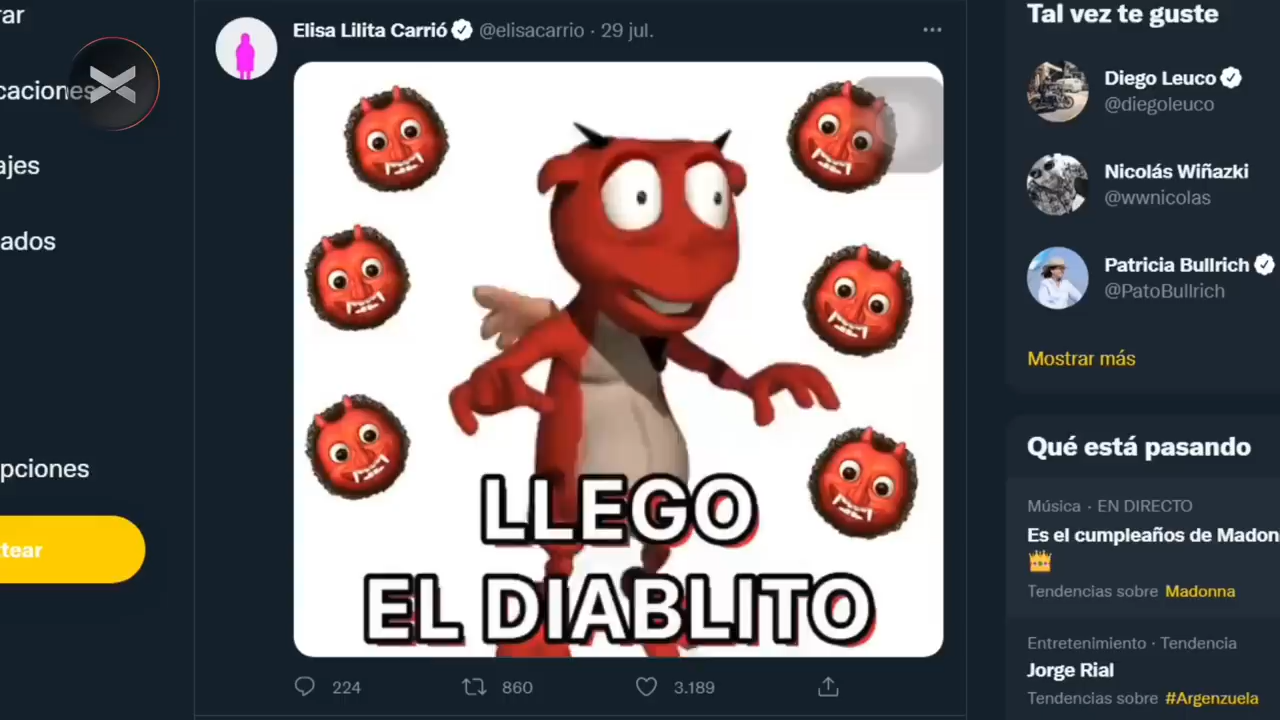 rar
caciones
ajes
ados
pciones
tear
Elisa Lilita Carrió @elisacarrio · 29 jul.
LLEGO
EL DIABLITO
224 860 3.189
Tal vez te guste
Diego Leuco
@diegoleuco
Nicolás Wiñazki
@wwnicolas
Patricia Bullrich
@PatoBullrich
Mostrar más
Qué está pasando
Música · EN DIRECTO
Es el cumpleaños de Madon
Tendencias sobre Madonna
Entretenimiento · Tendencia
Jorge Rial
Tendencias sobre #Argenzuela